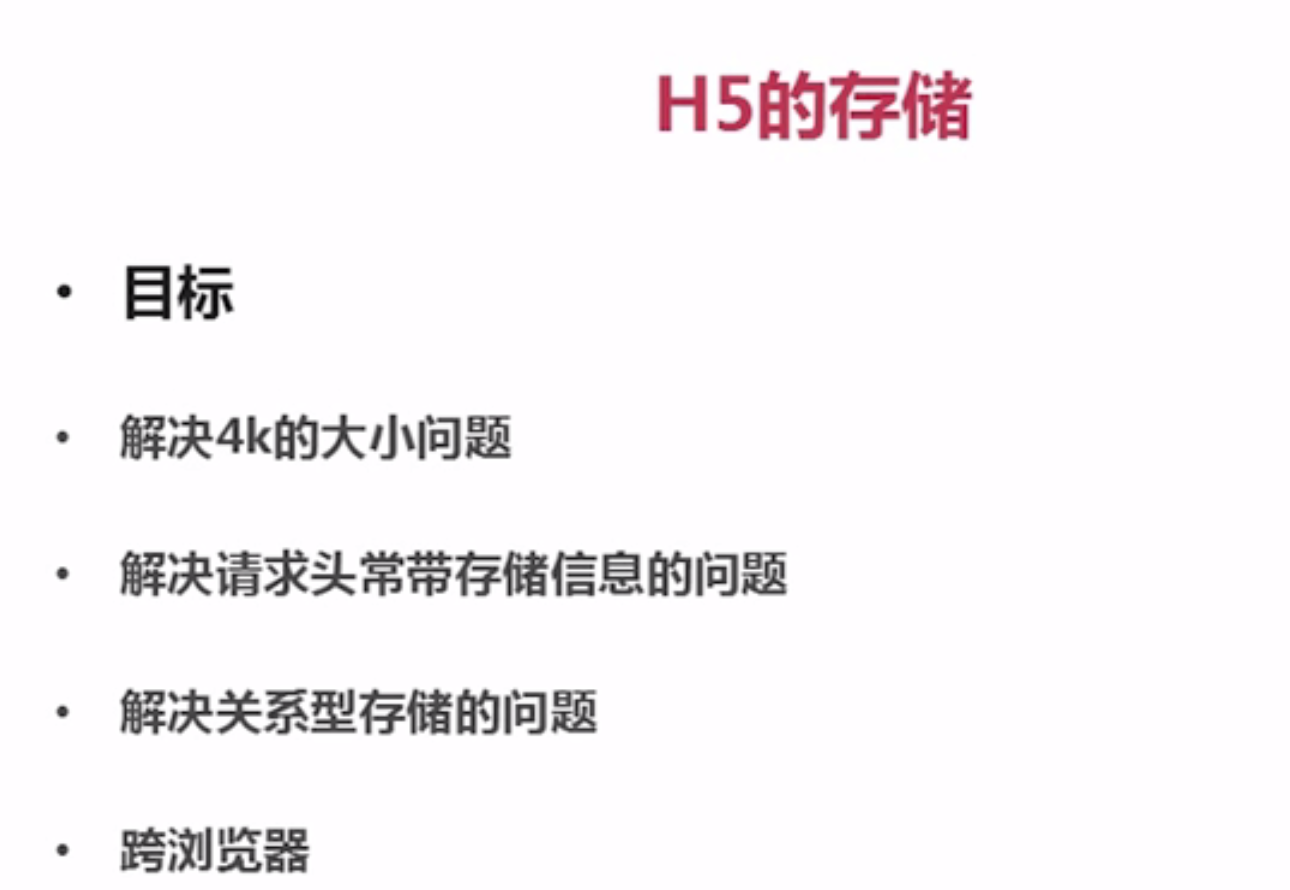 H5的存储
• 目标
• 解决4k的大小问题
• 解决请求头常带存储信息的问题
• 解决关系型存储的问题
• 跨浏览器